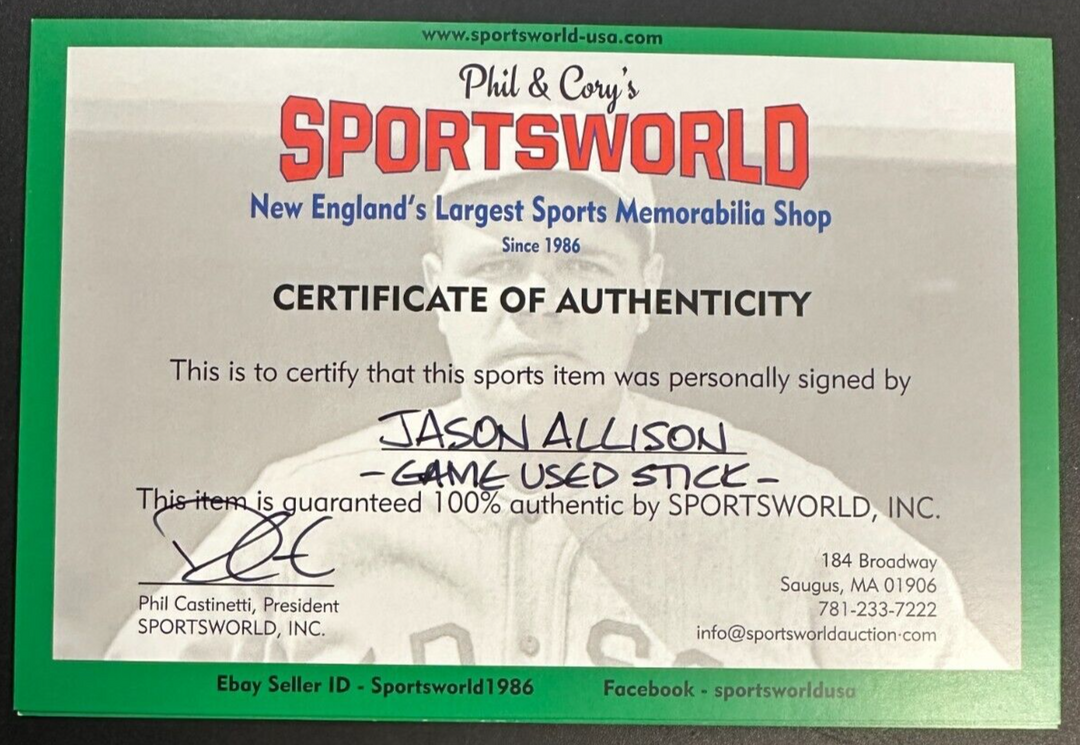 www.sportsworld-usa.com
Phil & Cory's
SPORTSWORLD
New England's Largest Sports Memorabilia Shop
Since 1986
CERTIFICATE OF AUTHENTICITY
This is to certify that this sports item was personally signed by
JASON ALLISON
- GAME USED STICK -
This item is guaranteed 100% authentic by SPORTSWORLD, INC.
Phil Castinetti, President
SPORTSWORLD, INC.
184 Broadway
Saugus, MA 01906
781-233-7222
info@sportsworldauction.com
Ebay Seller ID - Sportsworld1986
Facebook - sportsworldusa